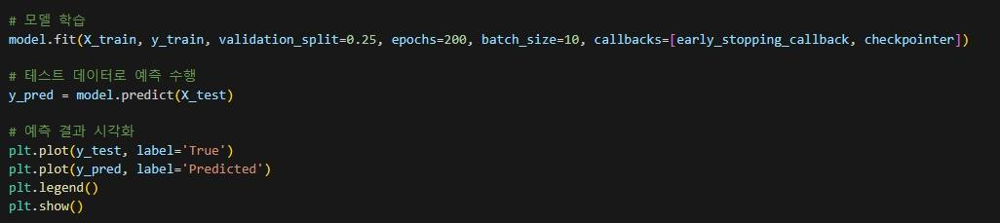 # 모델 학습
model.fit(X_train, y_train, validation_split=0.25, epochs=200, batch_size=10, callbacks=[early_stopping_callback, checkpointer])
# 테스트 데이터로 예측 수행
y_pred = model.predict(X_test)
# 예측 결과 시각화
plt.plot(y_test, label='True')
plt.plot(y_pred, label='Predicted')
plt.legend()
plt.show()